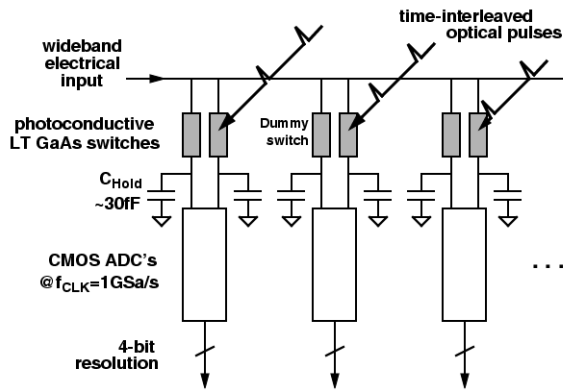 time-interleaved
optical pulses
wideband
electrical
input
photoconductive
LT GaAs switches
Dummy
switch
CHold
~30fF
CMOS ADC's
@fCLK=1GSa/s
. . .
4-bit
resolution